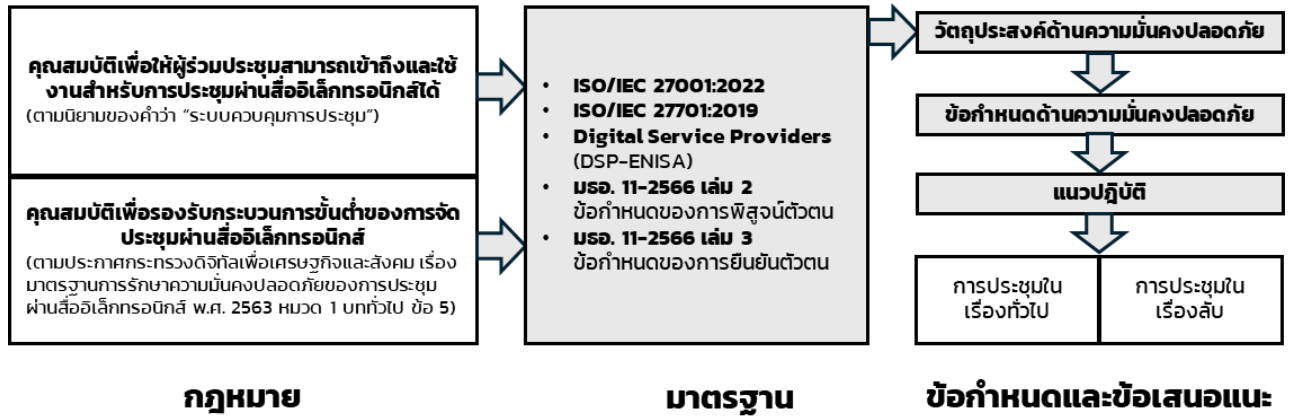 คุณสมบัติเพื่อให้ผู้ร่วมประชุมสามารถเข้าถึงและใช้
งานสำหรับการประชุมผ่านสื่ออิเล็กทรอนิกส์ได้
(ตามนิยามของคำว่า “ระบบควบคุมการประชุม”)
คุณสมบัติเพื่อรองรับกระบวนการขั้นต่ำของการจัด
ประชุมผ่านสื่ออิเล็กทรอนิกส์
(ตามประกาศกระทรวงดิจิทัลเพื่อเศรษฐกิจและสังคม เรื่อง
มาตรฐานการรักษาความมั่นคงปลอดภัยของการประชุม
ผ่านสื่ออิเล็กทรอนิกส์ พ.ศ. 2563 หมวด 1 บททั่วไป ข้อ 5)
กฎหมาย
• ISO/IEC 27001:2022
• ISO/IEC 27701:2019
• Digital Service Providers
(DSP-ENISA)
• มธอ. 11-2566 เล่ม 2
ข้อกำหนดของการพิสูจน์ตัวตน
• มธอ. 11-2566 เล่ม 3
ข้อกำหนดของการยืนยันตัวตน
มาตรฐาน
วัตถุประสงค์ด้านความมั่นคงปลอดภัย
ข้อกำหนดด้านความมั่นคงปลอดภัย
แนวปฏิบัติ
การประชุมใน
เรื่องทั่วไป
การประชุมใน
เรื่องลับ
ข้อกำหนดและข้อเสนอแนะ